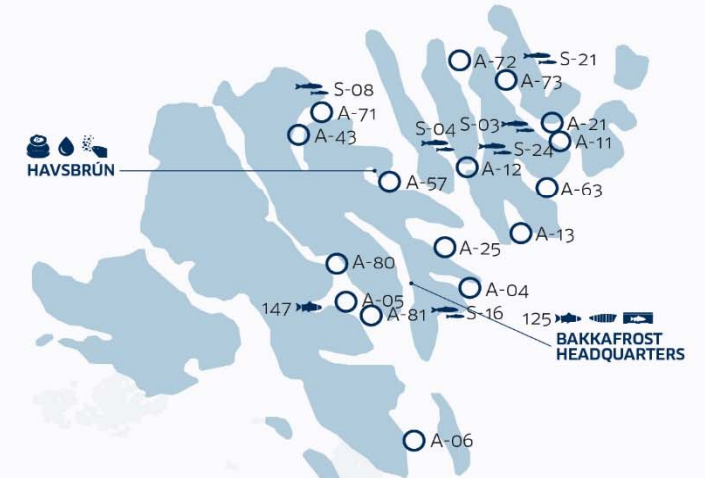 A-72
S-21
A-73
S-08
A-71
A-43
S-04
S-03
A-21
A-11
S-24
A-12
HAVSBRÚN
A-57
A-63
A-13
A-25
A-80
A-04
147
A-05
A-81
S-16
125
BAKKAFROST
HEADQUARTERS
A-06